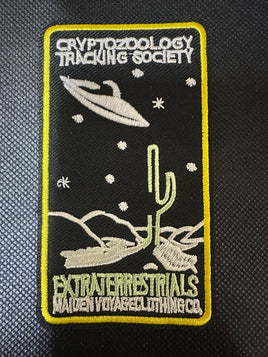 CRYPTOZOOLOGY
TRACKING SOCIETY
EXTRATERRESTRIALS
MAIDEN VOYAGE CLOTHING CO.